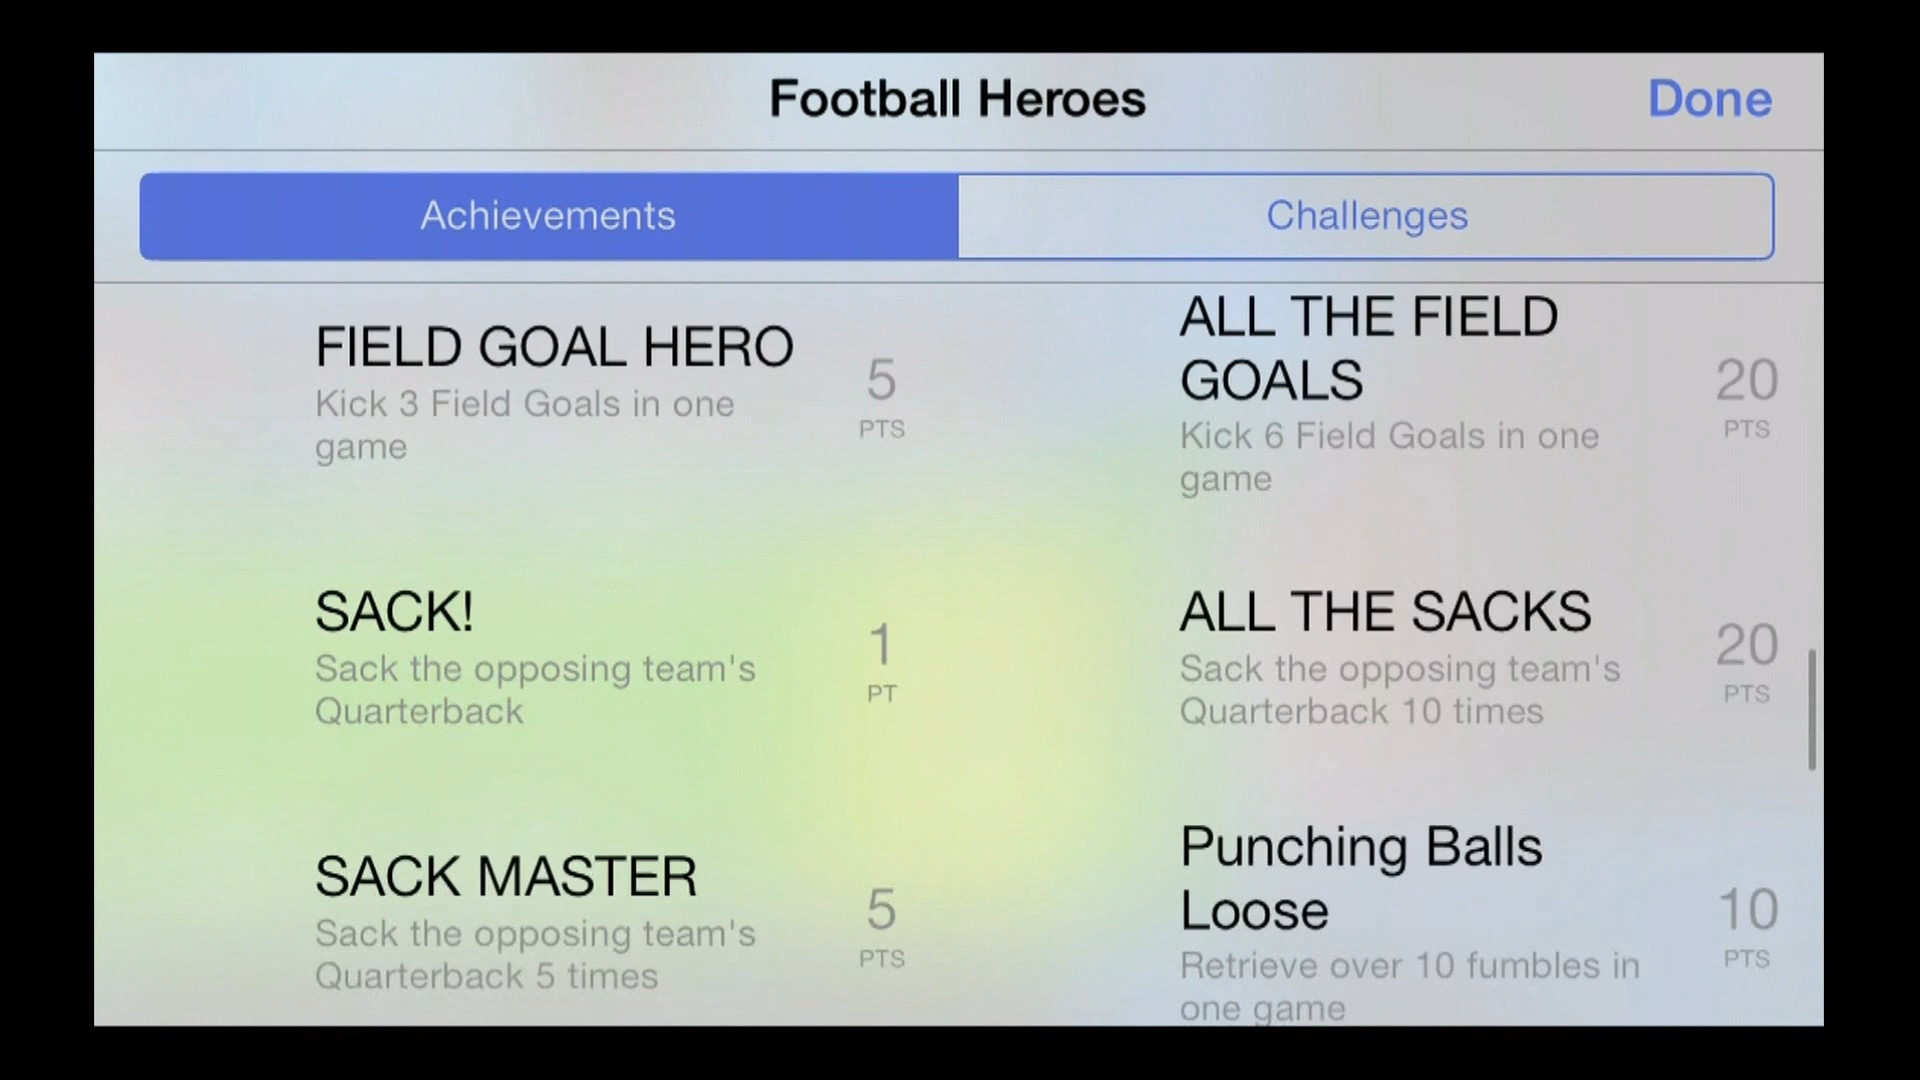 Football Heroes
Done
Achievements
Challenges
FIELD GOAL HERO
Kick 3 Field Goals in one
game
5
PTS
ALL THE FIELD
GOALS
Kick 6 Field Goals in one
game
20
PTS
SACK!
Sack the opposing team's
Quarterback
1
PT
ALL THE SACKS
Sack the opposing team's
Quarterback 10 times
20
PTS
SACK MASTER
Sack the opposing team's
Quarterback 5 times
5
PTS
Punching Balls
Loose
Retrieve over 10 fumbles in
one game
10
PTS